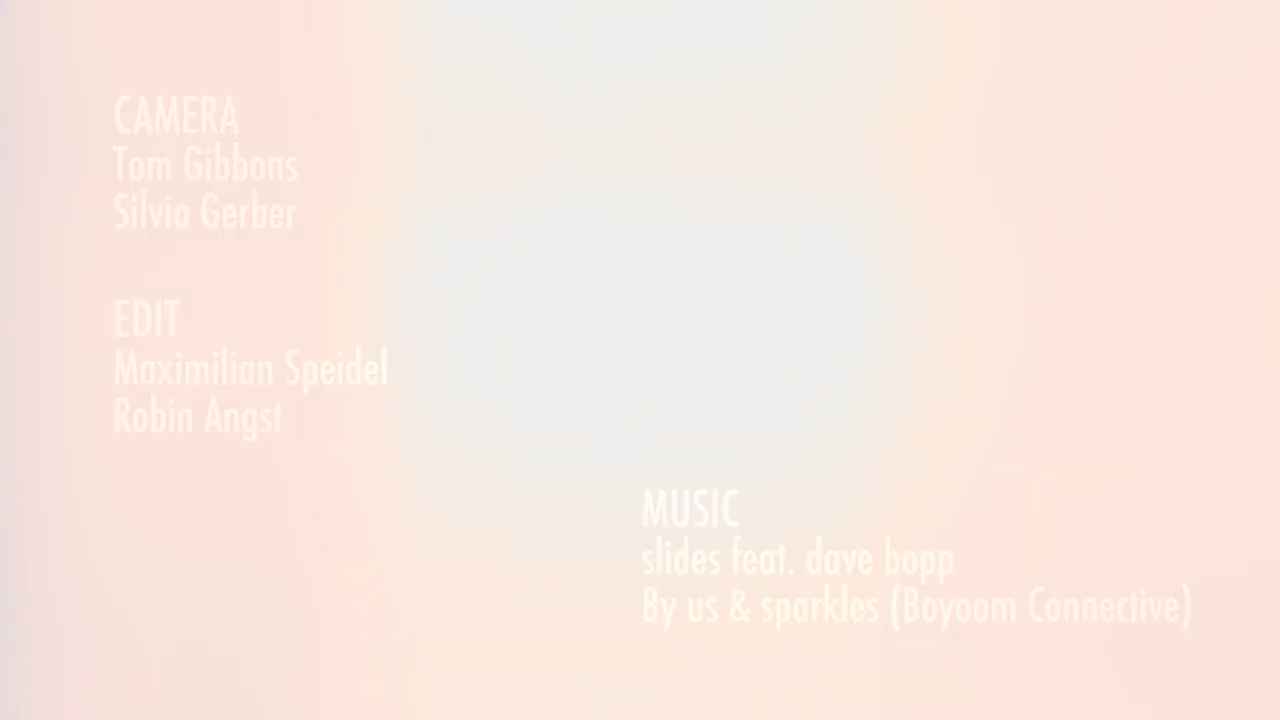 CAMERA
Tom Gibbons
Silvio Gerber
EDIT
Maximilian Speidel
Robin Angst
MUSIC
slides feat. dave bopp
By us & sparkles (Boyoom Connective)